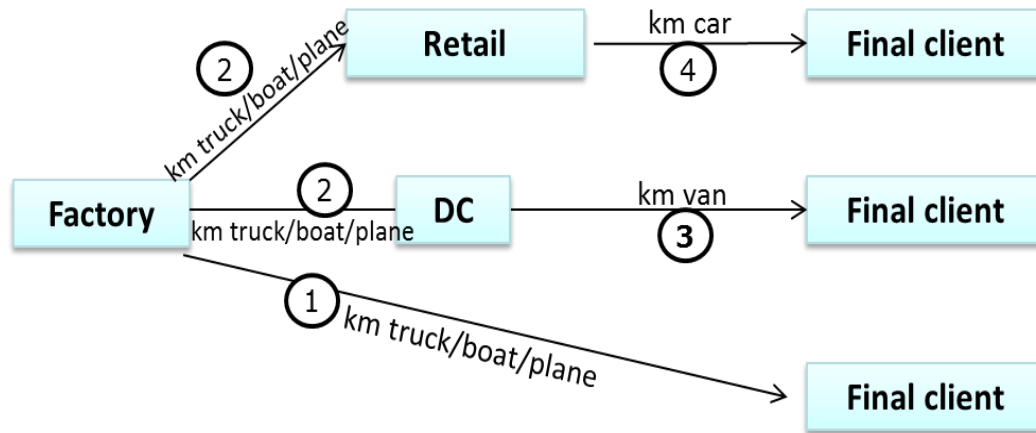 km truck/boat/plane
2
Retail
km car
4
Final client
Factory
2
km truck/boat/plane
DC
km van
3
Final client
1
km truck/boat/plane
Final client